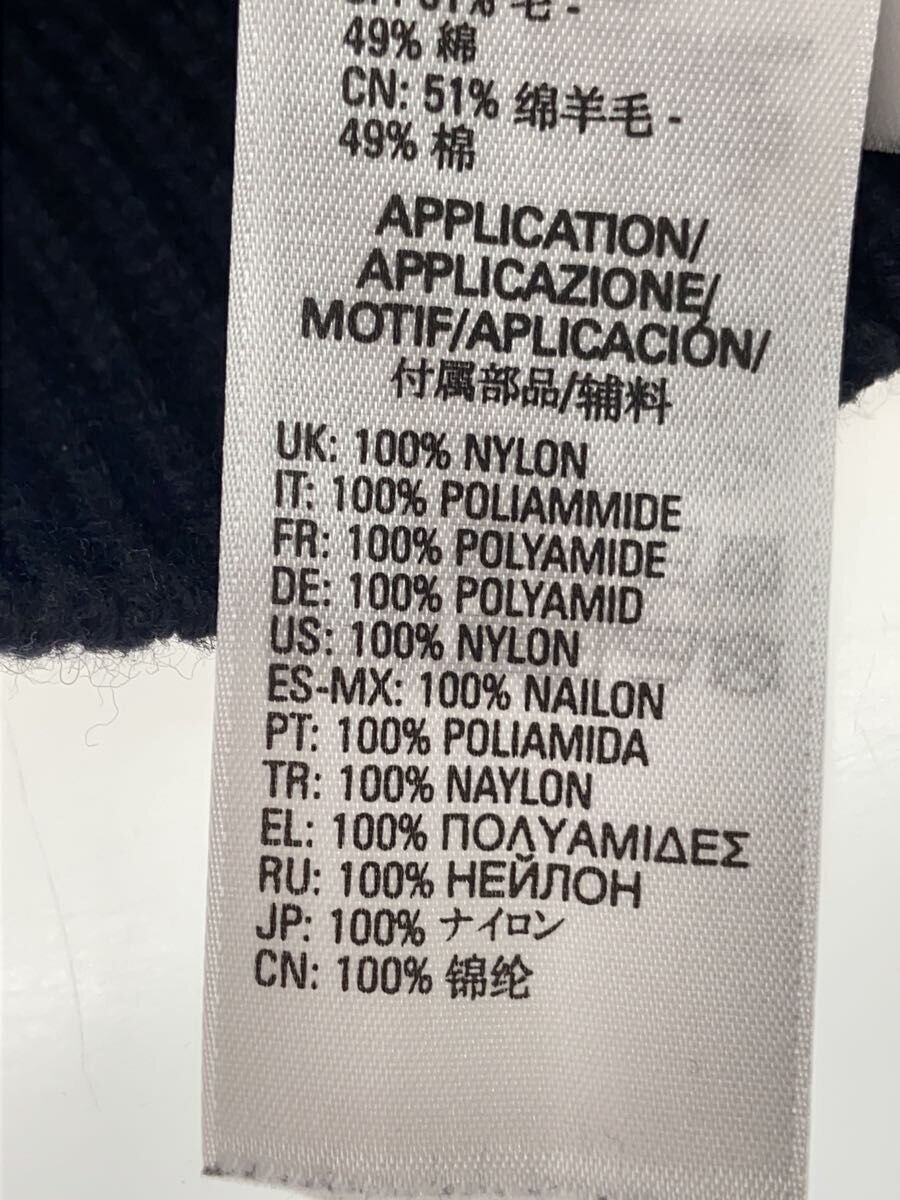 51% 毛 -
49% 綿
CN: 51% 绵羊毛 -
49% 棉
APPLICATION/
APPLICAZIONE/
MOTIF/APLICACIÓN/
付属部品/辅料
UK: 100% NYLON
IT: 100% POLIAMMIDE
FR: 100% POLYAMIDE
DE: 100% POLYAMID
US: 100% NYLON
ES-MX: 100% NAILON
PT: 100% POLIAMIDA
TR: 100% NAYLON
EL: 100% ΠΟΛΥΑΜΙΔΕΣ
RU: 100% НЕЙЛОН
JP: 100% ナイロン
CN: 100% 锦纶